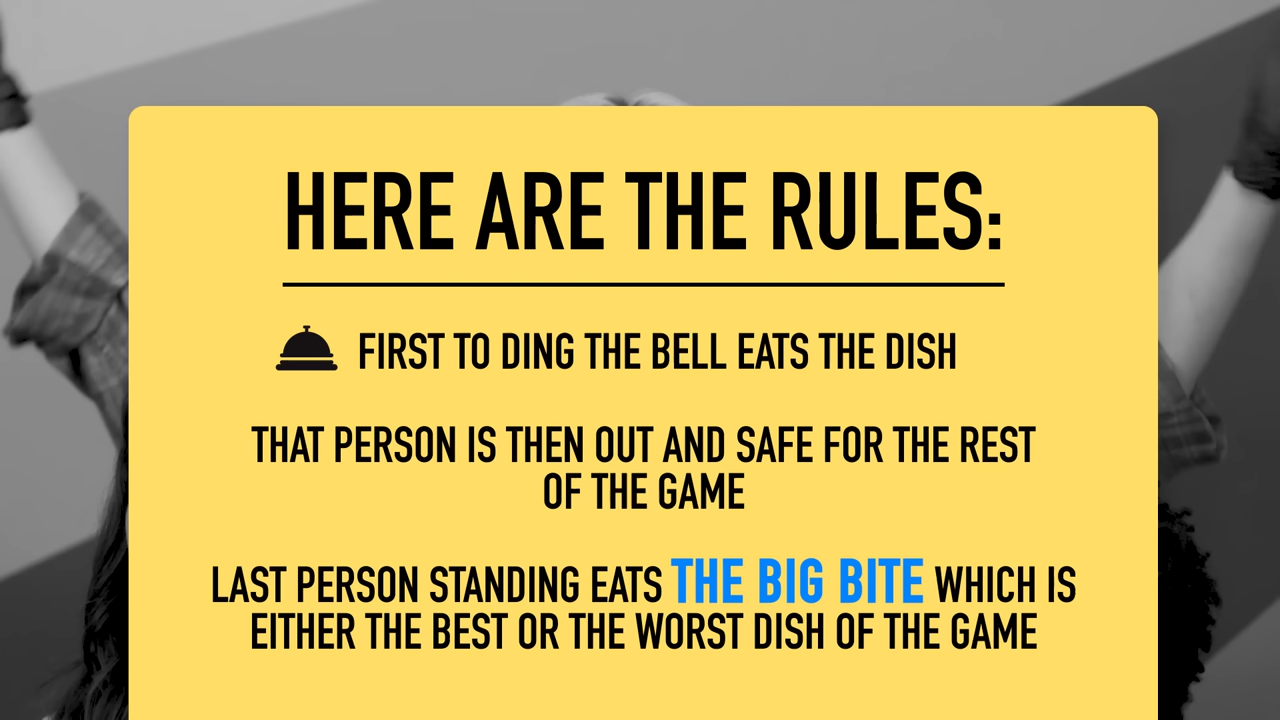 HERE ARE THE RULES:
FIRST TO DING THE BELL EATS THE DISH
THAT PERSON IS THEN OUT AND SAFE FOR THE REST
OF THE GAME
LAST PERSON STANDING EATS THE BIG BITE WHICH IS
EITHER THE BEST OR THE WORST DISH OF THE GAME